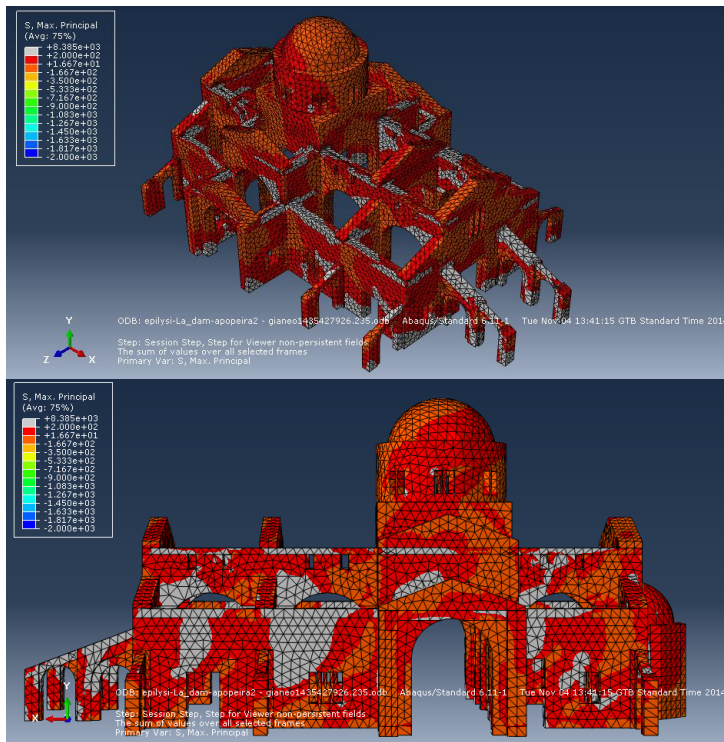 S, Max. Principal
(Avg: 75%)
+8.385e+03
+2.000e+02
+1.667e+01
-1.667e+02
-3.500e+02
-5.333e+02
-7.167e+02
-9.000e+02
-1.083e+03
-1.267e+03
-1.450e+03
-1.633e+03
-1.817e+03
-2.000e+03
Y
Z X
ODB: epilysi-La_dam-apopeira2 - gianeo1435427926.235.odb Abaqus/Standard 6.11-1 Tue Nov 04 13:41:15 GTB Standard Time 2014
Step: Session Step, Step for Viewer non-persistent fields
The sum of values over all selected frames
Primary Var: S, Max. Principal
S, Max. Principal
(Avg: 75%)
+8.385e+03
+2.000e+02
+1.667e+01
-1.667e+02
-3.500e+02
-5.333e+02
-7.167e+02
-9.000e+02
-1.083e+03
-1.267e+03
-1.450e+03
-1.633e+03
-1.817e+03
-2.000e+03
Y
X
ODB: epilysi-La_dam-apopeira2 - gianeo1435427926.235.odb Abaqus/Standard 6.11-1 Tue Nov 04 13:41:15 GTB Standard Time 2014
Step: Session Step, Step for Viewer non-persistent fields
The sum of values over all selected frames
Primary Var: S, Max. Principal